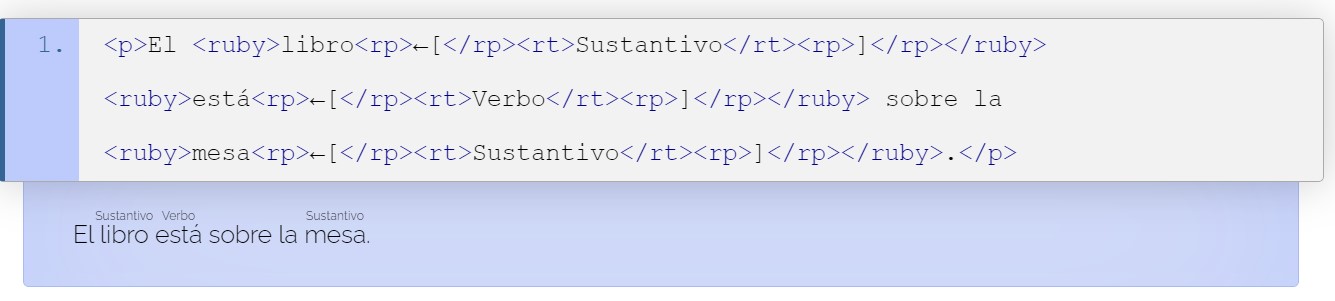 1. <p>El <ruby>libro<rp>←[</rp><rt>Sustantivo</rt><rp>]</rp></ruby>
<ruby>está<rp>←[</rp><rt>Verbo</rt><rp>]</rp></ruby> sobre la
<ruby>mesa<rp>←[</rp><rt>Sustantivo</rt><rp>]</rp></ruby>.</p>
Sustantivo Verbo Sustantivo
El libro está sobre la mesa.